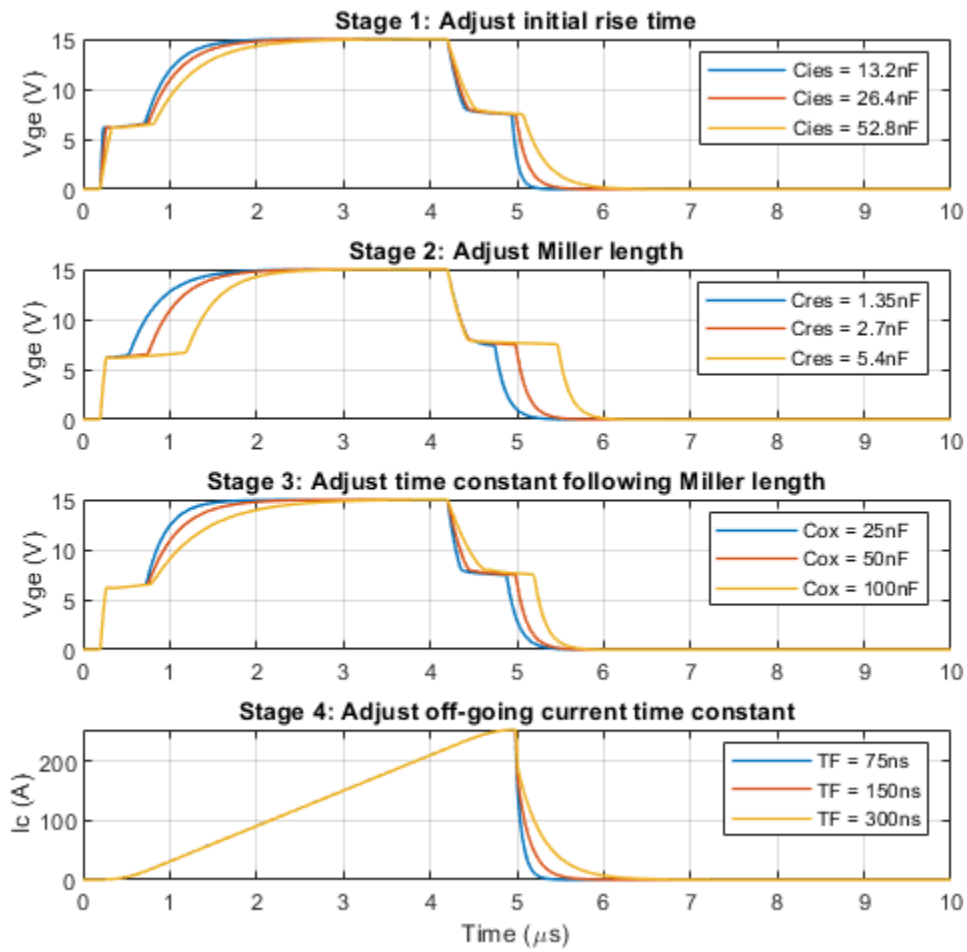 Stage 1: Adjust initial rise time
Vge (V)
15
10
5
0
Cies = 13.2nF
Cies = 26.4nF
Cies = 52.8nF
0 1 2 3 4 5 6 7 8 9 10
Stage 2: Adjust Miller length
Vge (V)
15
10
5
0
Cres = 1.35nF
Cres = 2.7nF
Cres = 5.4nF
0 1 2 3 4 5 6 7 8 9 10
Stage 3: Adjust time constant following Miller length
Vge (V)
15
10
5
0
Cox = 25nF
Cox = 50nF
Cox = 100nF
0 1 2 3 4 5 6 7 8 9 10
Stage 4: Adjust off-going current time constant
Ic (A)
200
100
0
TF = 75ns
TF = 150ns
TF = 300ns
0 1 2 3 4 5 6 7 8 9 10
Time (μs)